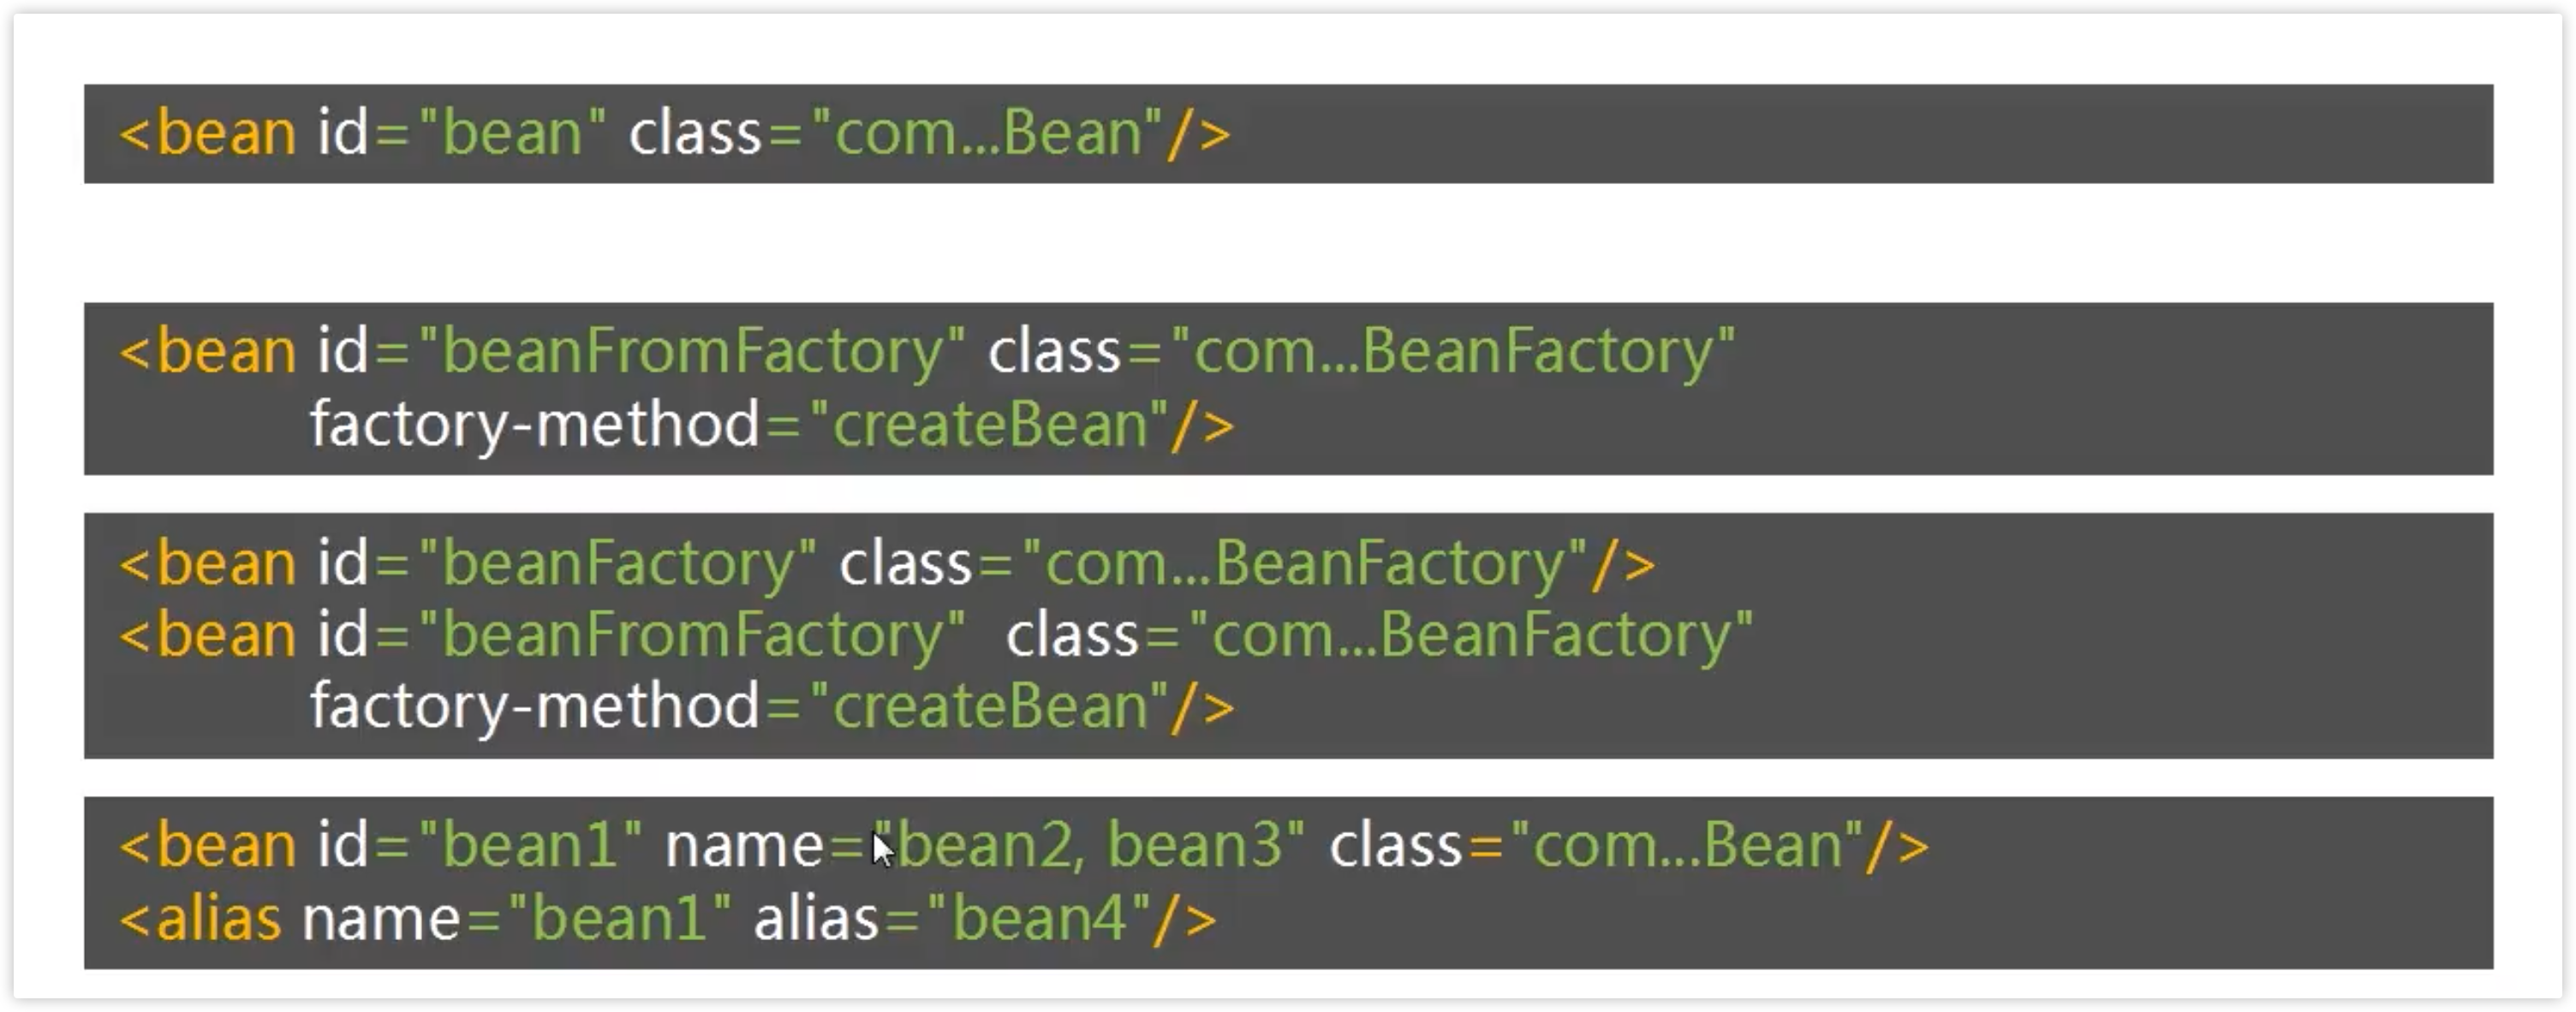 <bean id="bean" class="com...Bean"/>
<bean id="beanFromFactory" class="com...BeanFactory"
factory-method="createBean"/>
<bean id="beanFactory" class="com...BeanFactory"/>
<bean id="beanFromFactory" class="com...BeanFactory"
factory-method="createBean"/>
<bean id="bean1" name="bean2, bean3" class="com...Bean"/>
<alias name="bean1" alias="bean4"/>